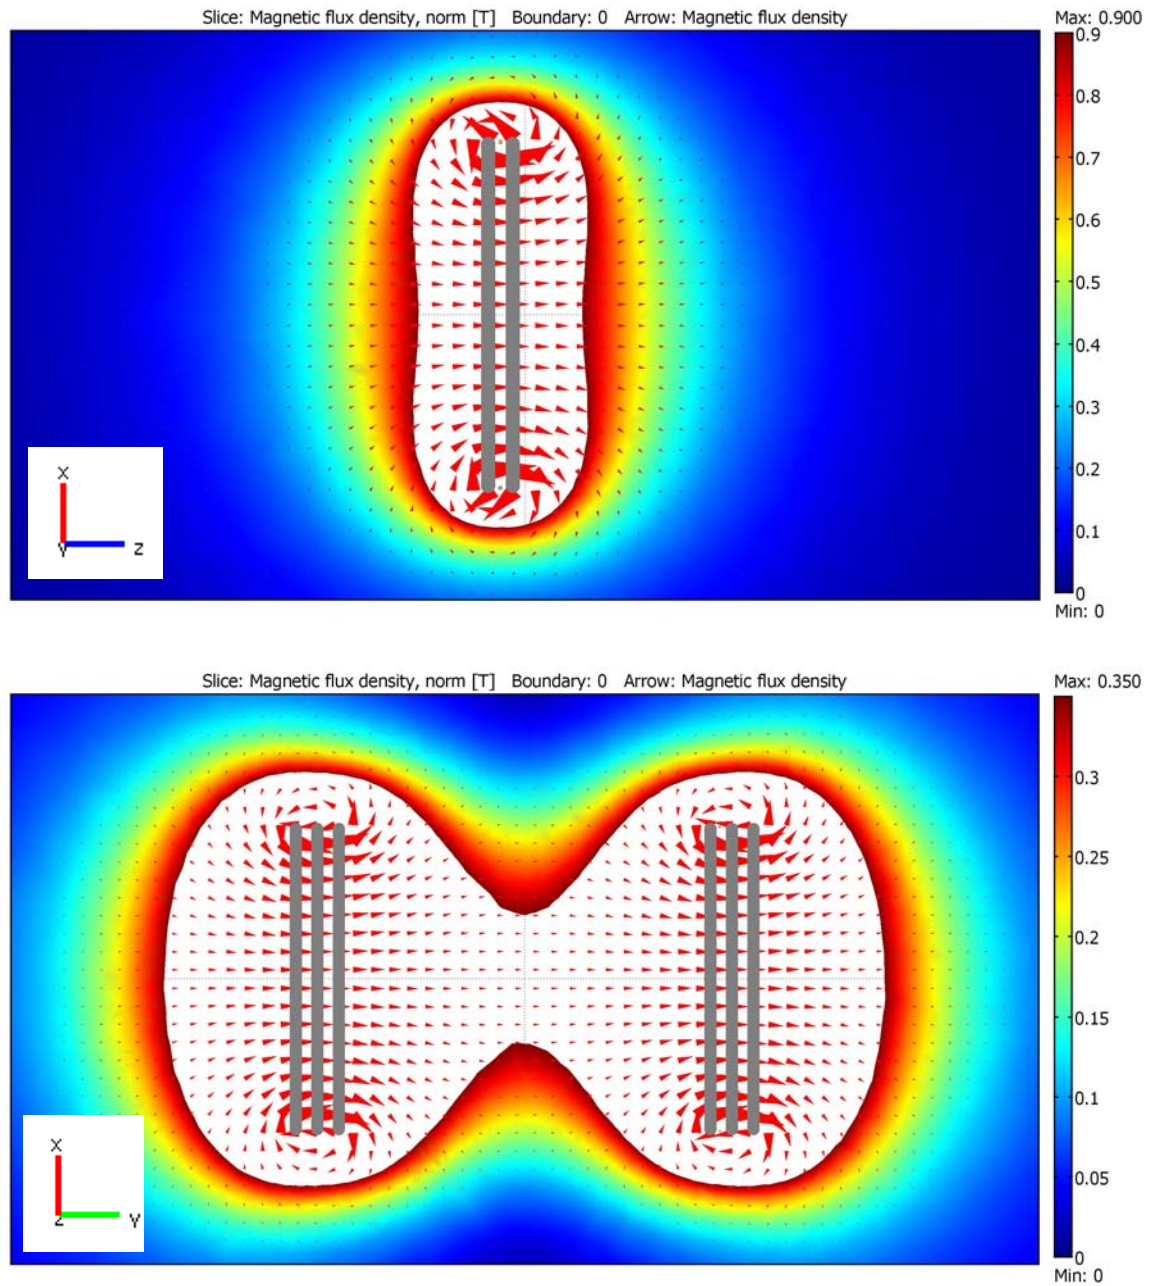 Slice: Magnetic flux density, norm [T] Boundary: 0 Arrow: Magnetic flux density
Max: 0.900
0.9
0.8
0.7
0.6
0.5
0.4
0.3
0.2
0.1
0
Min: 0
X
Y
Z
Slice: Magnetic flux density, norm [T] Boundary: 0 Arrow: Magnetic flux density
Max: 0.350
0.3
0.25
0.2
0.15
0.1
0.05
0
Min: 0
X
Z
Y